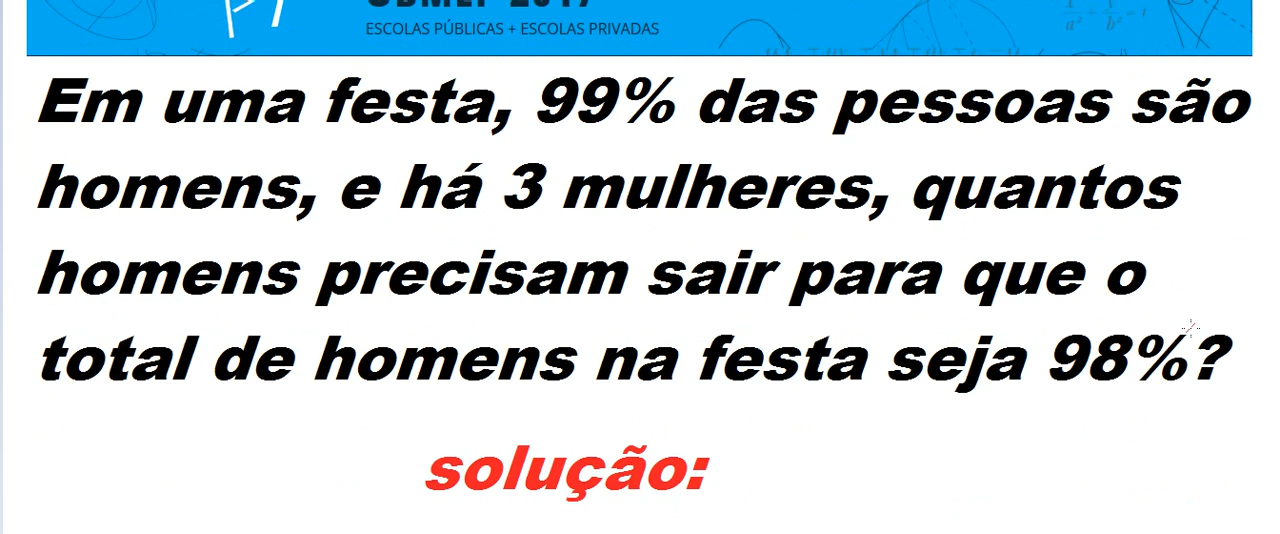 ESCOLAS PÚBLICAS + ESCOLAS PRIVADAS
Em uma festa, 99% das pessoas são
homens, e há 3 mulheres, quantos
homens precisam sair para que o
total de homens na festa seja 98%?
solução: